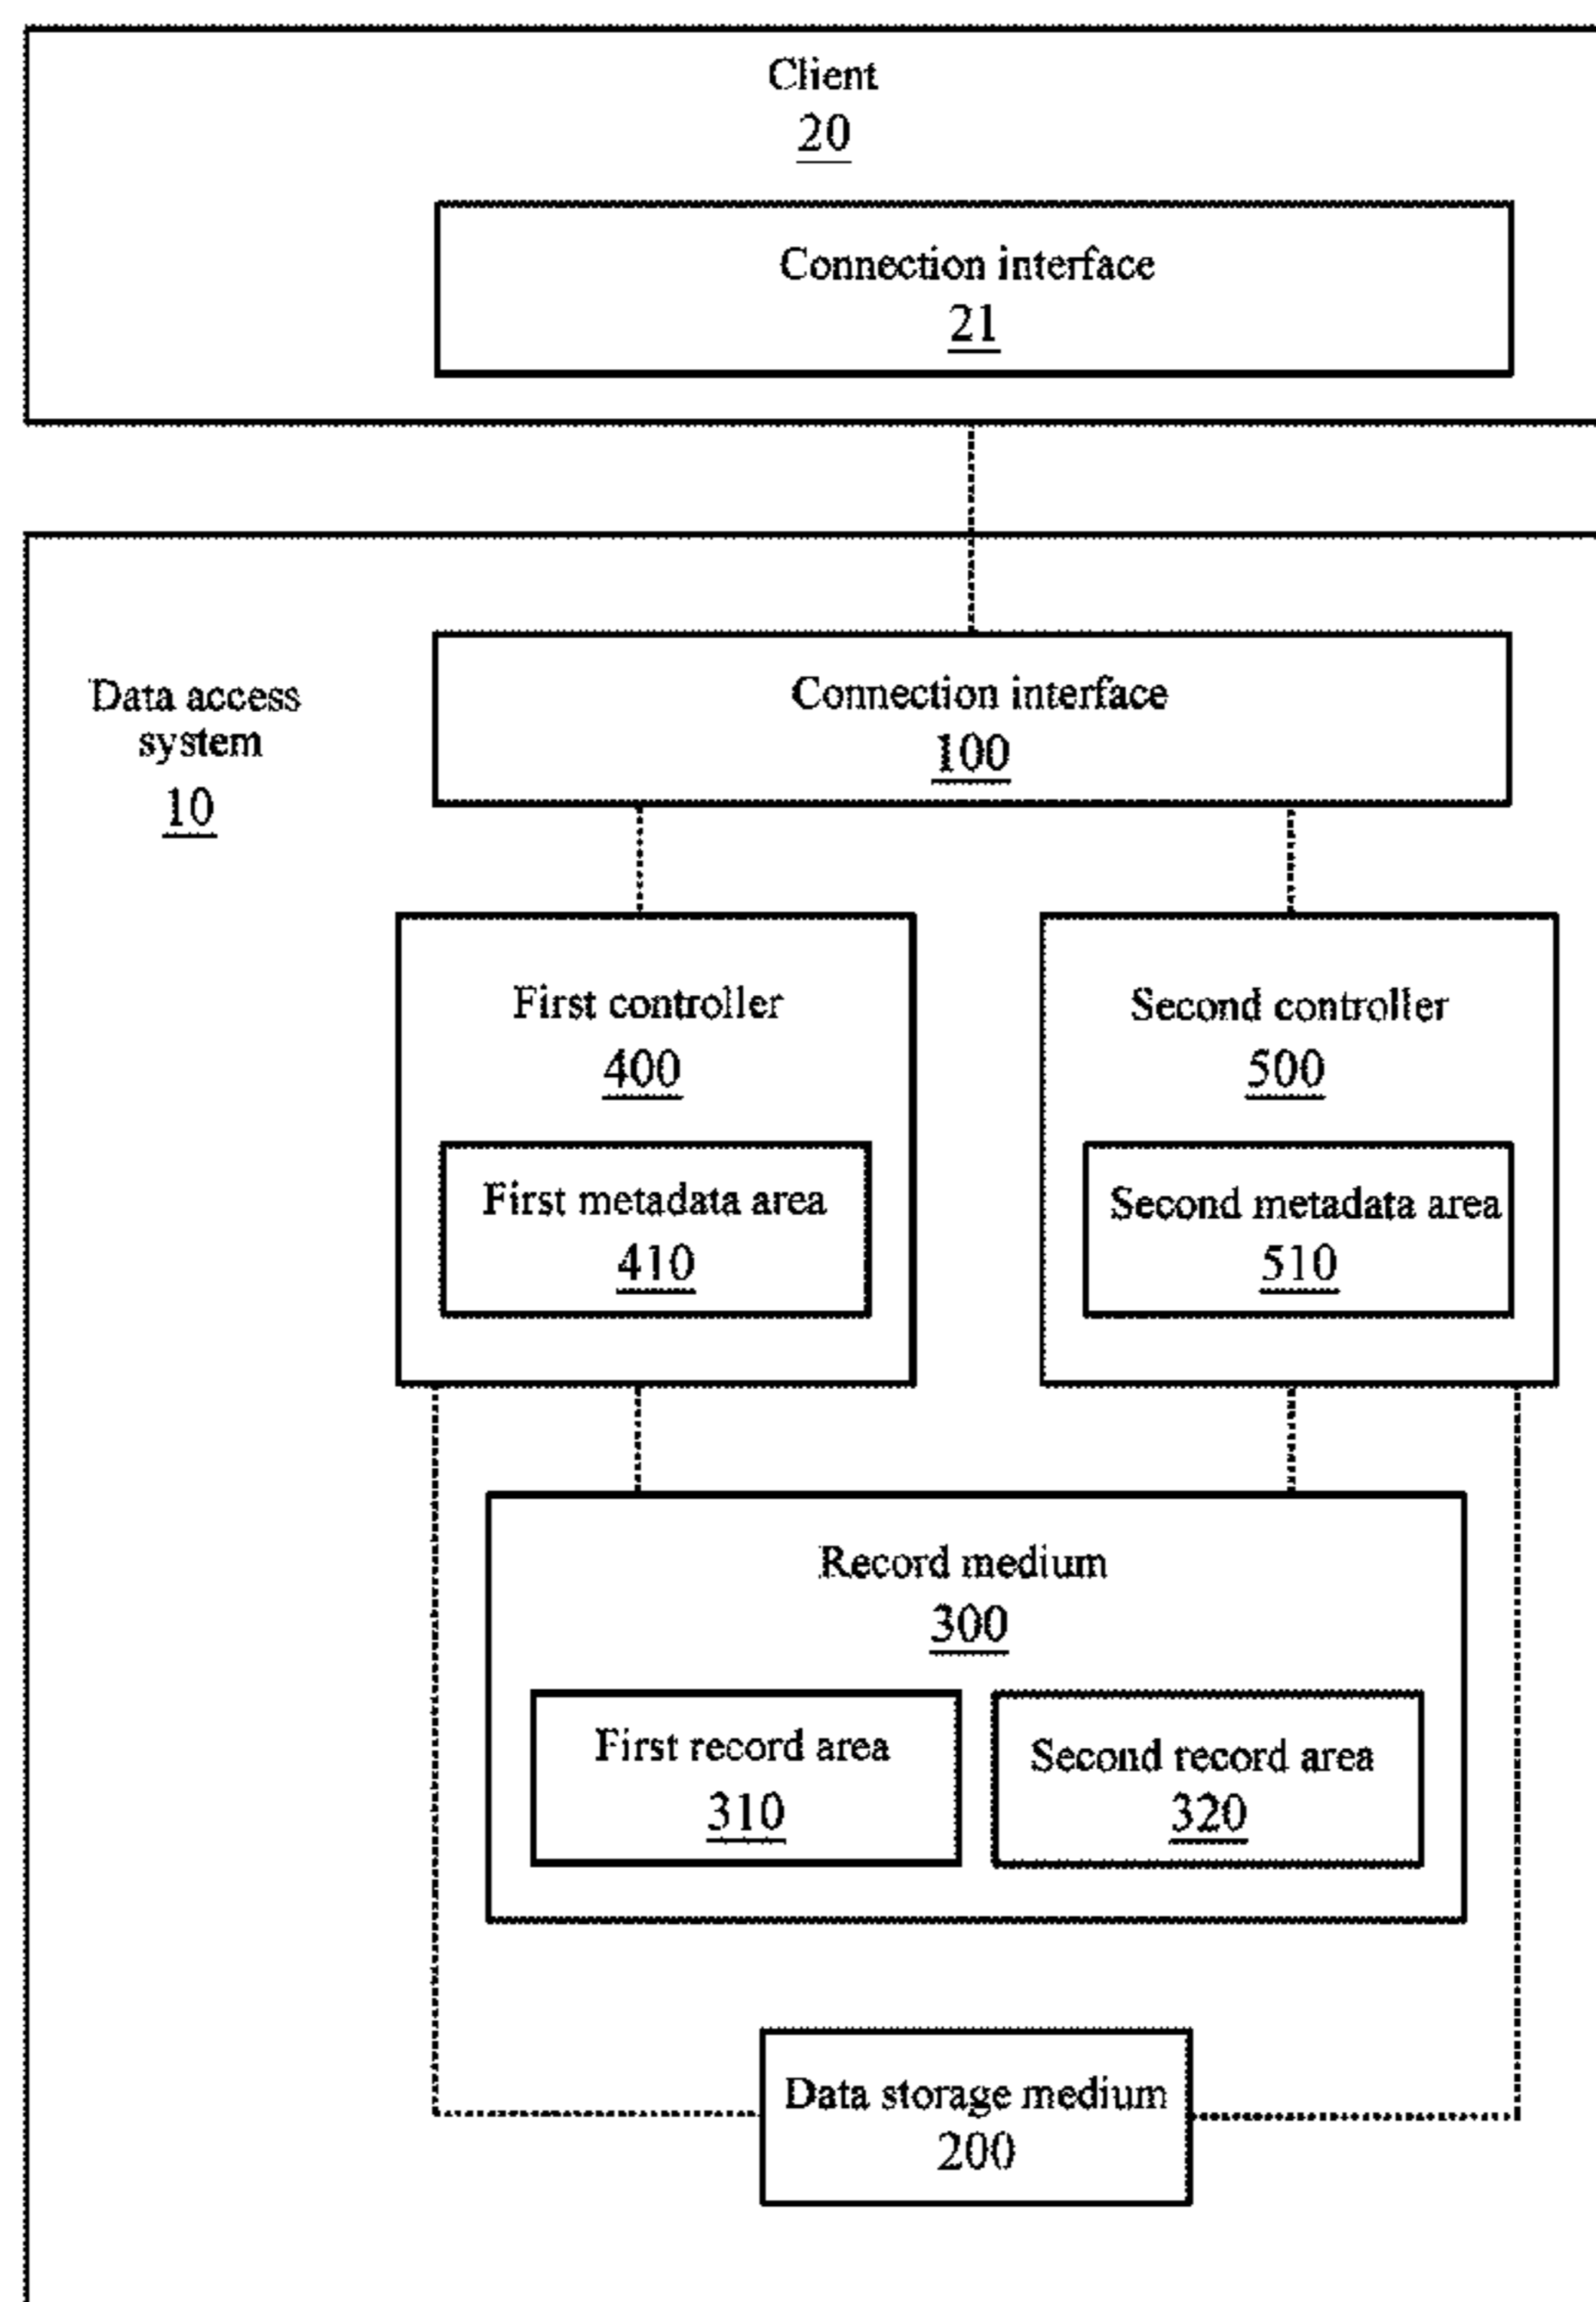 Client
20
Connection interface
21
Data access
system
10
Connection interface
100
First controller
400
First metadata area
410
Second controller
500
Second metadata area
510
Record medium
300
First record area
310
Second record area
320
Data storage medium
200